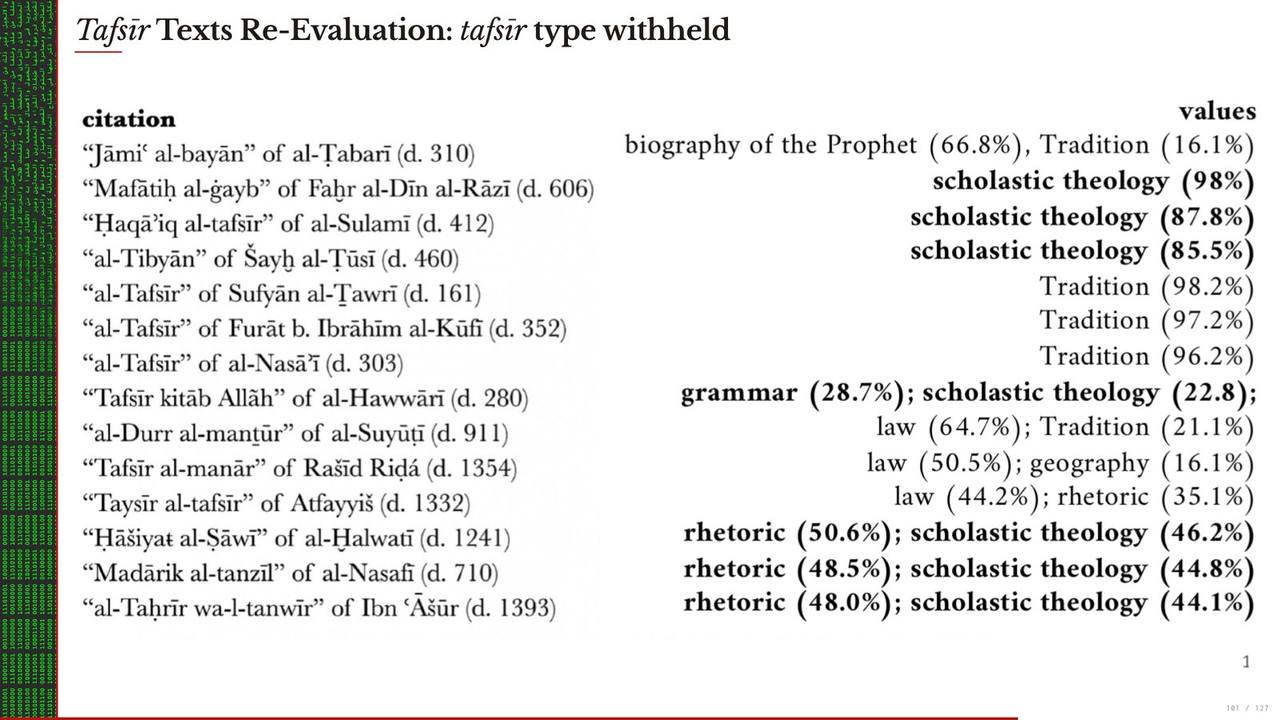 Tafsīr Texts Re-Evaluation: tafsīr type withheld
citation values
“Jāmiʿ al-bayān” of al-Ṭabarī (d. 310) biography of the Prophet (66.8%), Tradition (16.1%)
“Mafātiḥ al-ġayb” of Faḫr al-Dīn al-Rāzī (d. 606) scholastic theology (98%)
“Ḥaqāʾiq al-tafsīr” of al-Sulamī (d. 412) scholastic theology (87.8%)
“al-Tibyān” of Šayḫ al-Ṭūsī (d. 460) scholastic theology (85.5%)
“al-Tafsīr” of Sufyān al-Ṯawrī (d. 161) Tradition (98.2%)
“al-Tafsīr” of Furāt b. Ibrāhīm al-Kūfī (d. 352) Tradition (97.2%)
“al-Tafsīr” of al-Nasāʾī (d. 303) Tradition (96.2%)
“Tafsīr kitāb Allāh” of al-Hawwārī (d. 280) grammar (28.7%); scholastic theology (22.8);
“al-Durr al-manṯūr” of al-Suyūṭī (d. 911) law (64.7%); Tradition (21.1%)
“Tafsīr al-manār” of Rašīd Riḍá (d. 1354) law (50.5%); geography (16.1%)
“Taysīr al-tafsīr” of Atfayyiš (d. 1332) law (44.2%); rhetoric (35.1%)
“Ḥāšiyaŧ al-Ṣāwī” of al-Ḫalwatī (d. 1241) rhetoric (50.6%); scholastic theology (46.2%)
“Madārik al-tanzīl” of al-Nasafī (d. 710) rhetoric (48.5%); scholastic theology (44.8%)
“al-Taḥrīr wa-l-tanwīr” of Ibn ʿĀšūr (d. 1393) rhetoric (48.0%); scholastic theology (44.1%)
1
101 / 127